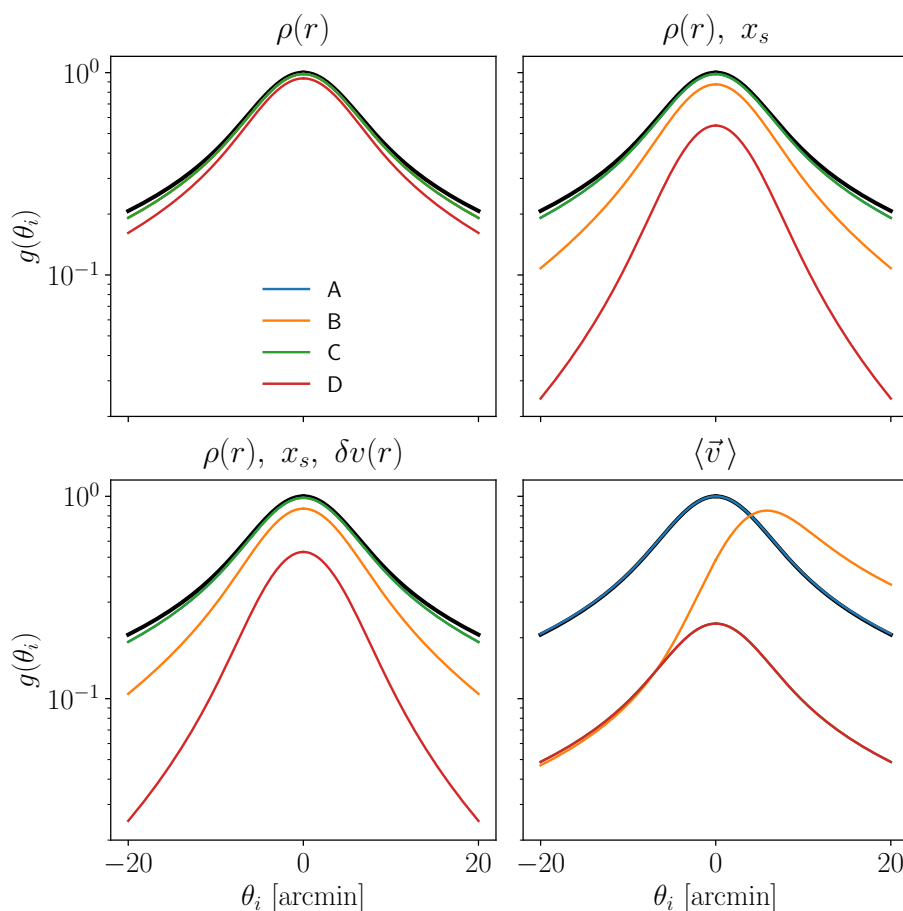 ρ(r)
ρ(r), x_s
10^0
10^{-1}
g(θ_i)
A
B
C
D
ρ(r), x_s, δv(r)
⟨v⃗⟩
10^0
10^{-1}
g(θ_i)
−20
0
20
−20
0
20
θ_i [arcmin]
θ_i [arcmin]